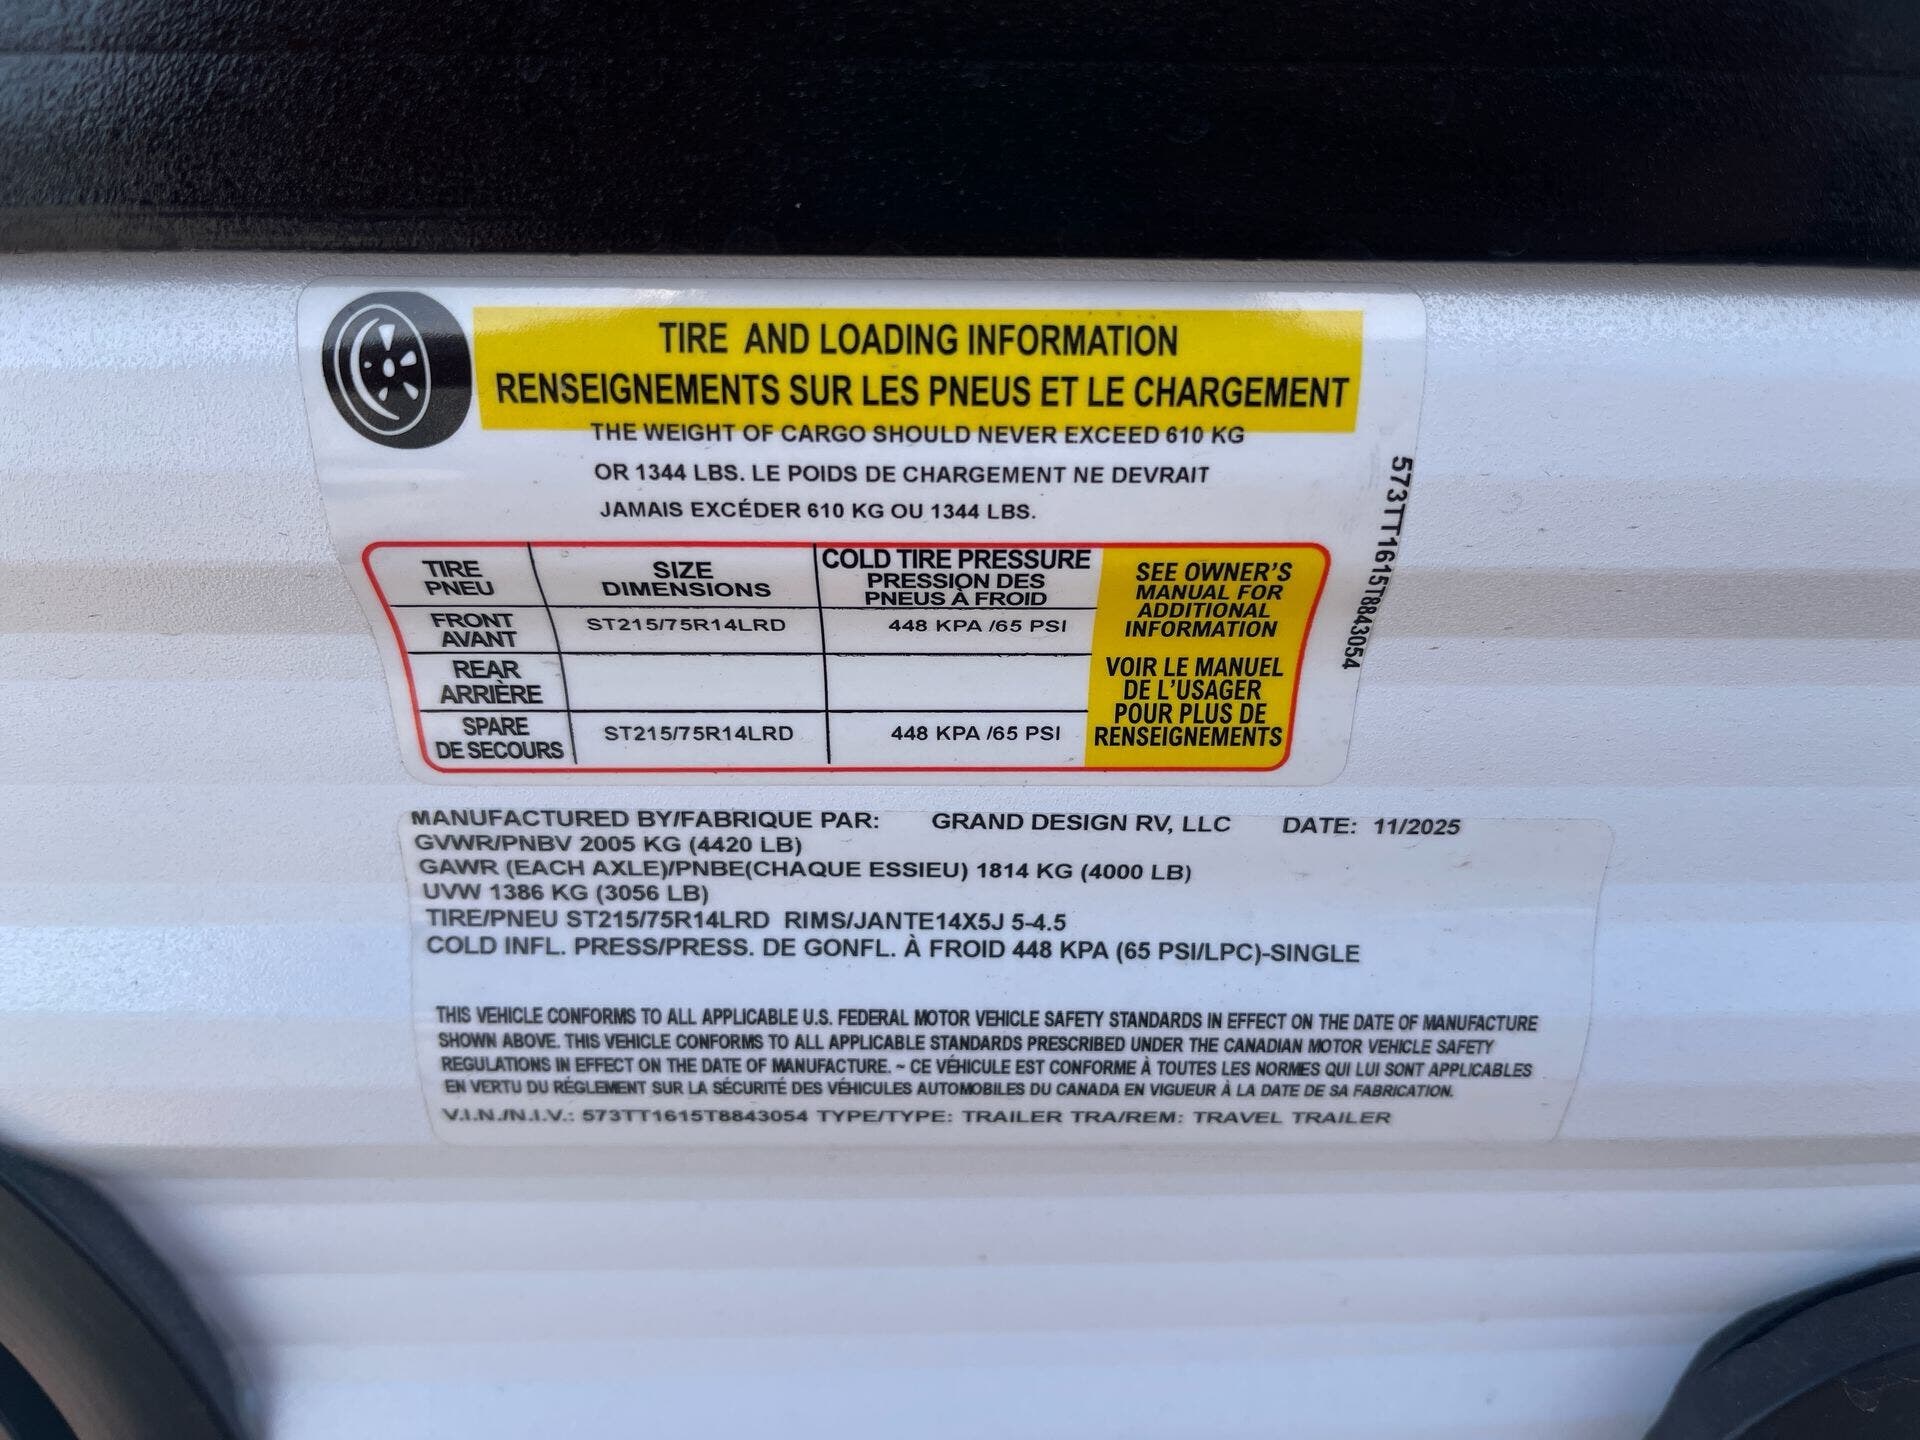 TIRE AND LOADING INFORMATION
RENSEIGNEMENTS SUR LES PNEUS ET LE CHARGEMENT
THE WEIGHT OF CARGO SHOULD NEVER EXCEED 610 KG
OR 1344 LBS. LE POIDS DE CHARGEMENT NE DEVRAIT
JAMAIS EXCÉDER 610 KG OU 1344 LBS.
TIRE
PNEU
SIZE
DIMENSIONS
COLD TIRE PRESSURE
PRESSION DES
PNEUS À FROID
FRONT
AVANT
ST215/75R14LRD
448 KPA /65 PSI
REAR
ARRIÈRE
SPARE
DE SECOURS
ST215/75R14LRD
448 KPA /65 PSI
SEE OWNER'S
MANUAL FOR
ADDITIONAL
INFORMATION
VOIR LE MANUEL
DE L'USAGER
POUR PLUS DE
RENSEIGNEMENTS
573TT1615T8843054
MANUFACTURED BY/FABRIQUE PAR: GRAND DESIGN RV, LLC DATE: 11/2025
GVWR/PNBV 2005 KG (4420 LB)
GAWR (EACH AXLE)/PNBE(CHAQUE ESSIEU) 1814 KG (4000 LB)
UVW 1386 KG (3056 LB)
TIRE/PNEU ST215/75R14LRD RIMS/JANTE14X5J 5-4.5
COLD INFL. PRESS/PRESS. DE GONFL. À FROID 448 KPA (65 PSI/LPC)-SINGLE
THIS VEHICLE CONFORMS TO ALL APPLICABLE U.S. FEDERAL MOTOR VEHICLE SAFETY STANDARDS IN EFFECT ON THE DATE OF MANUFACTURE
SHOWN ABOVE. THIS VEHICLE CONFORMS TO ALL APPLICABLE STANDARDS PRESCRIBED UNDER THE CANADIAN MOTOR VEHICLE SAFETY
REGULATIONS IN EFFECT ON THE DATE OF MANUFACTURE. ~ CE VÉHICULE EST CONFORME À TOUTES LES NORMES QUI LUI SONT APPLICABLES
EN VERTU DU RÉGLEMENT SUR LA SÉCURITÉ DES VÉHICULES AUTOMOBILES DU CANADA EN VIGUEUR À LA DATE DE SA FABRICATION.
V.I.N./N.I.V.: 573TT1615T8843054 TYPE/TYPE: TRAILER TRA/REM: TRAVEL TRAILER